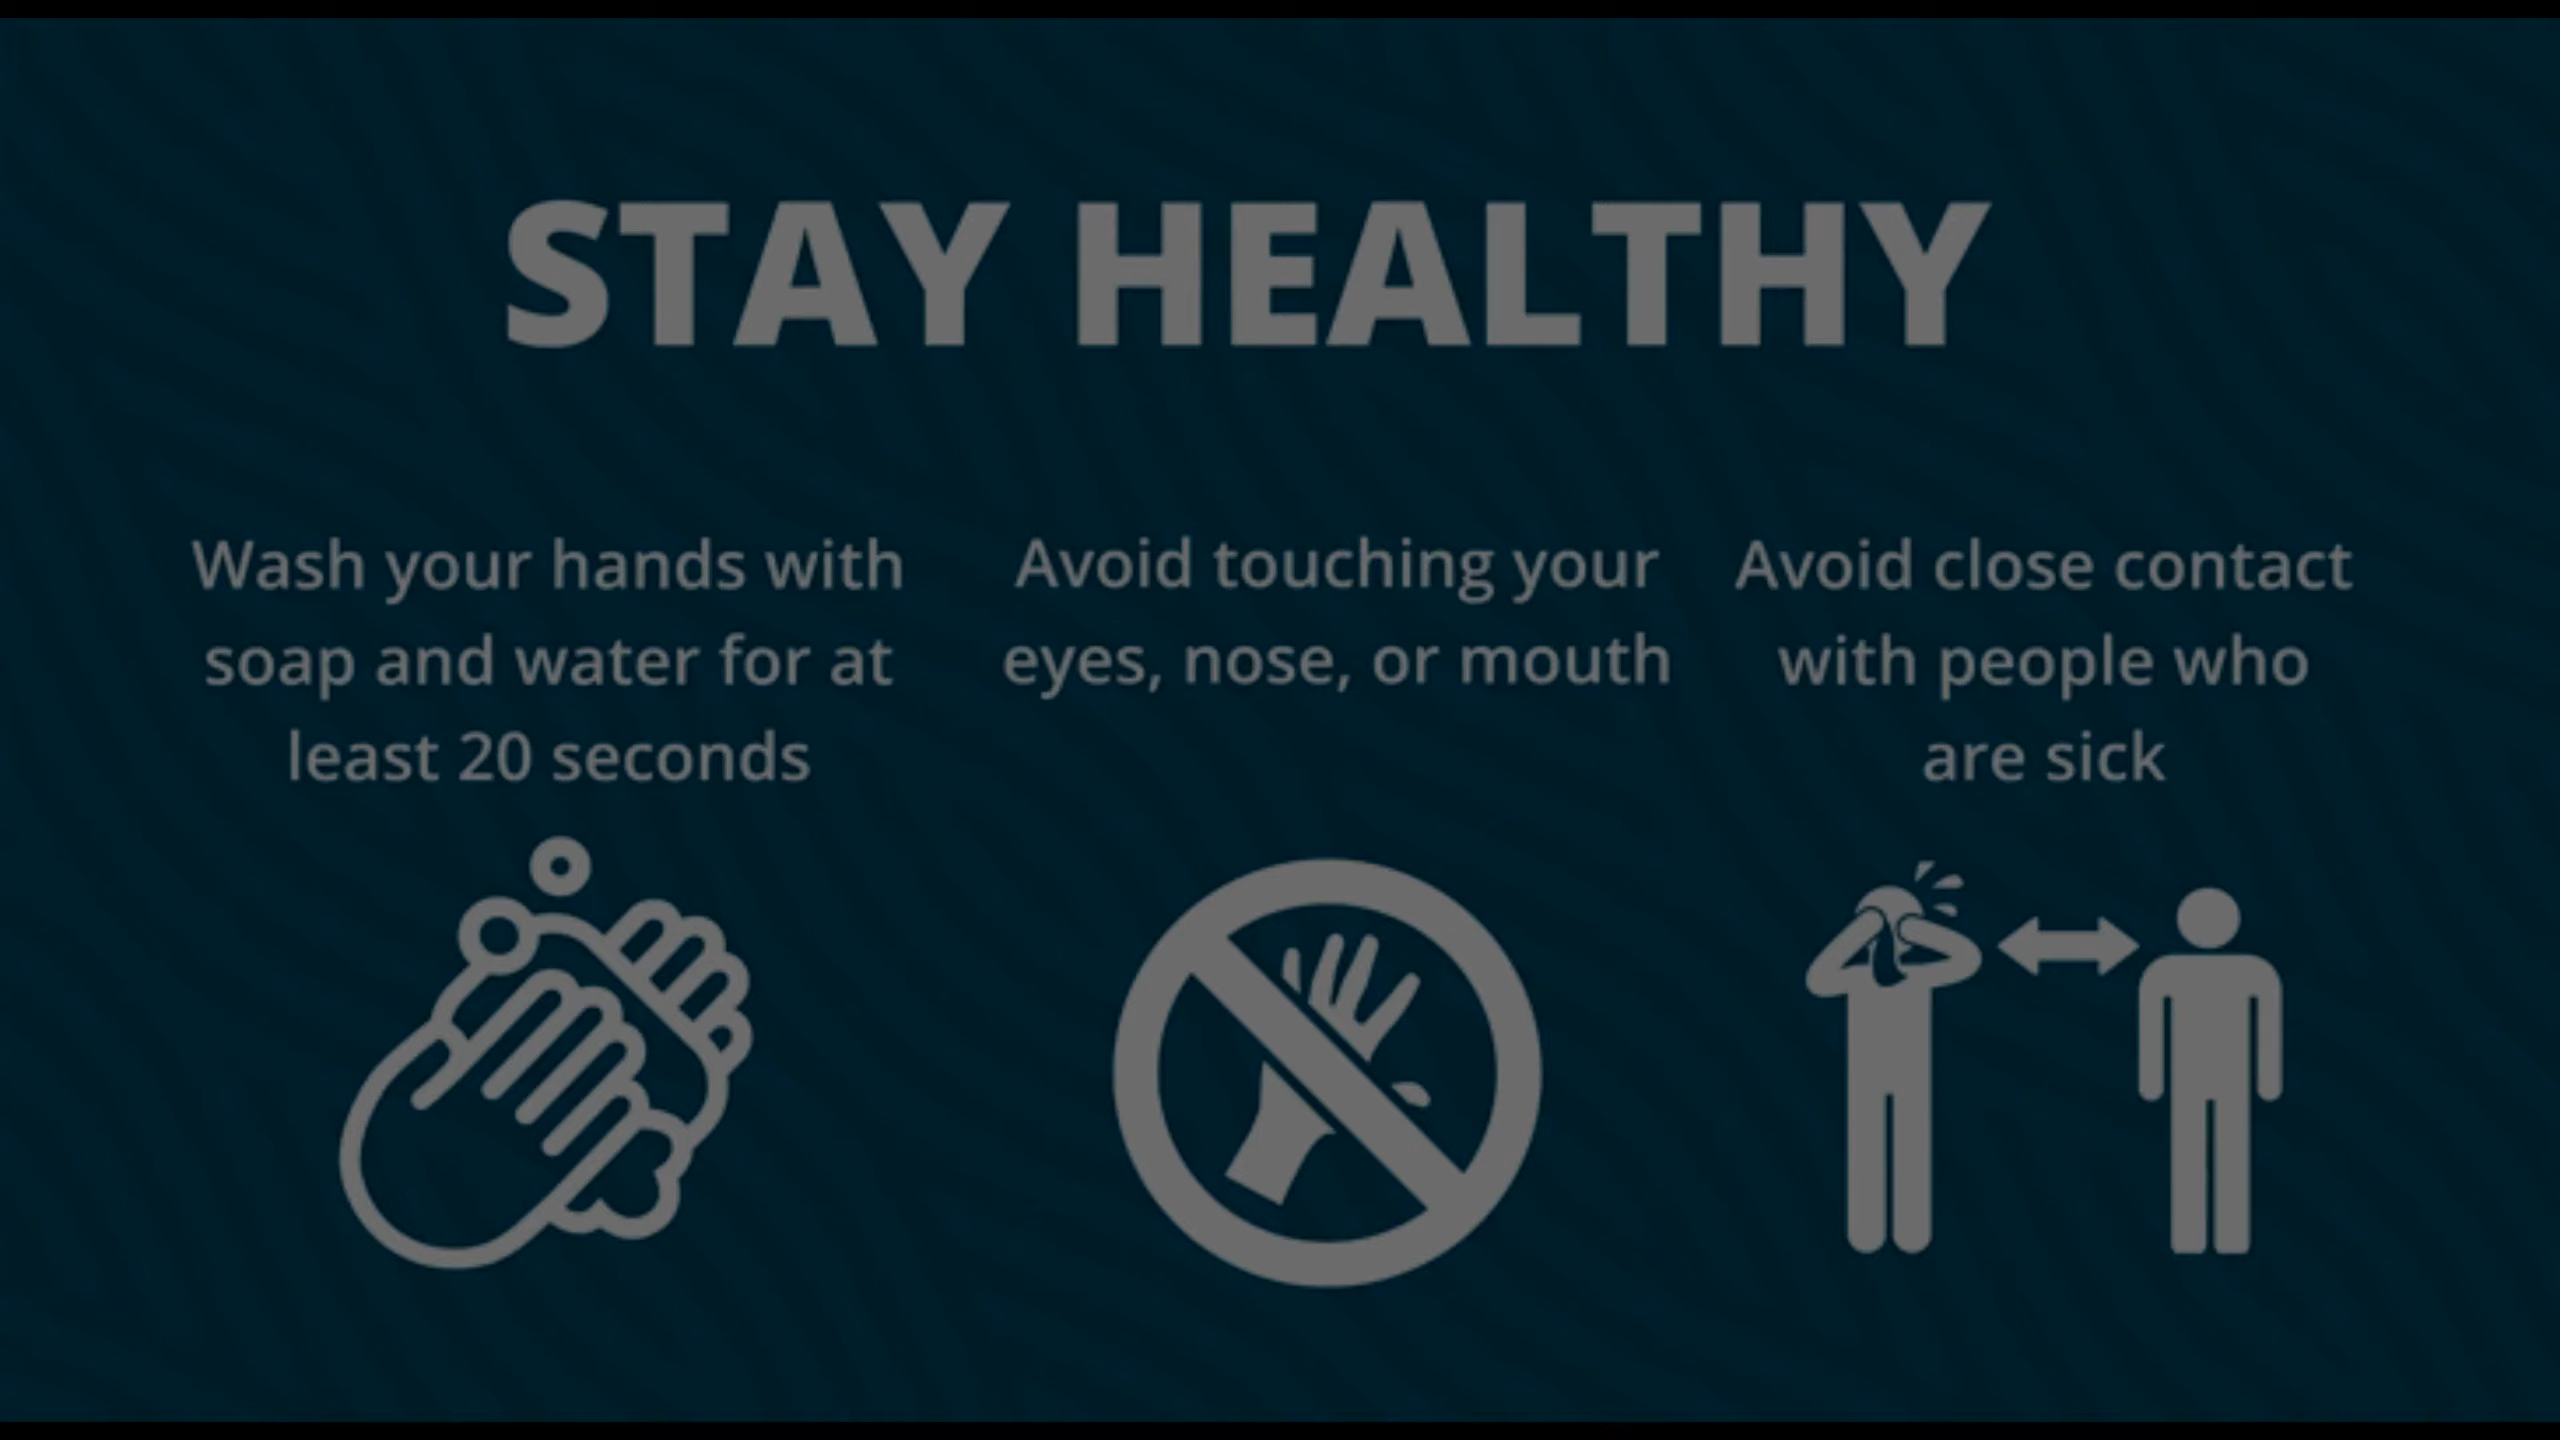 STAY HEALTHY
Wash your hands with
soap and water for at
least 20 seconds
Avoid touching your
eyes, nose, or mouth
Avoid close contact
with people who
are sick